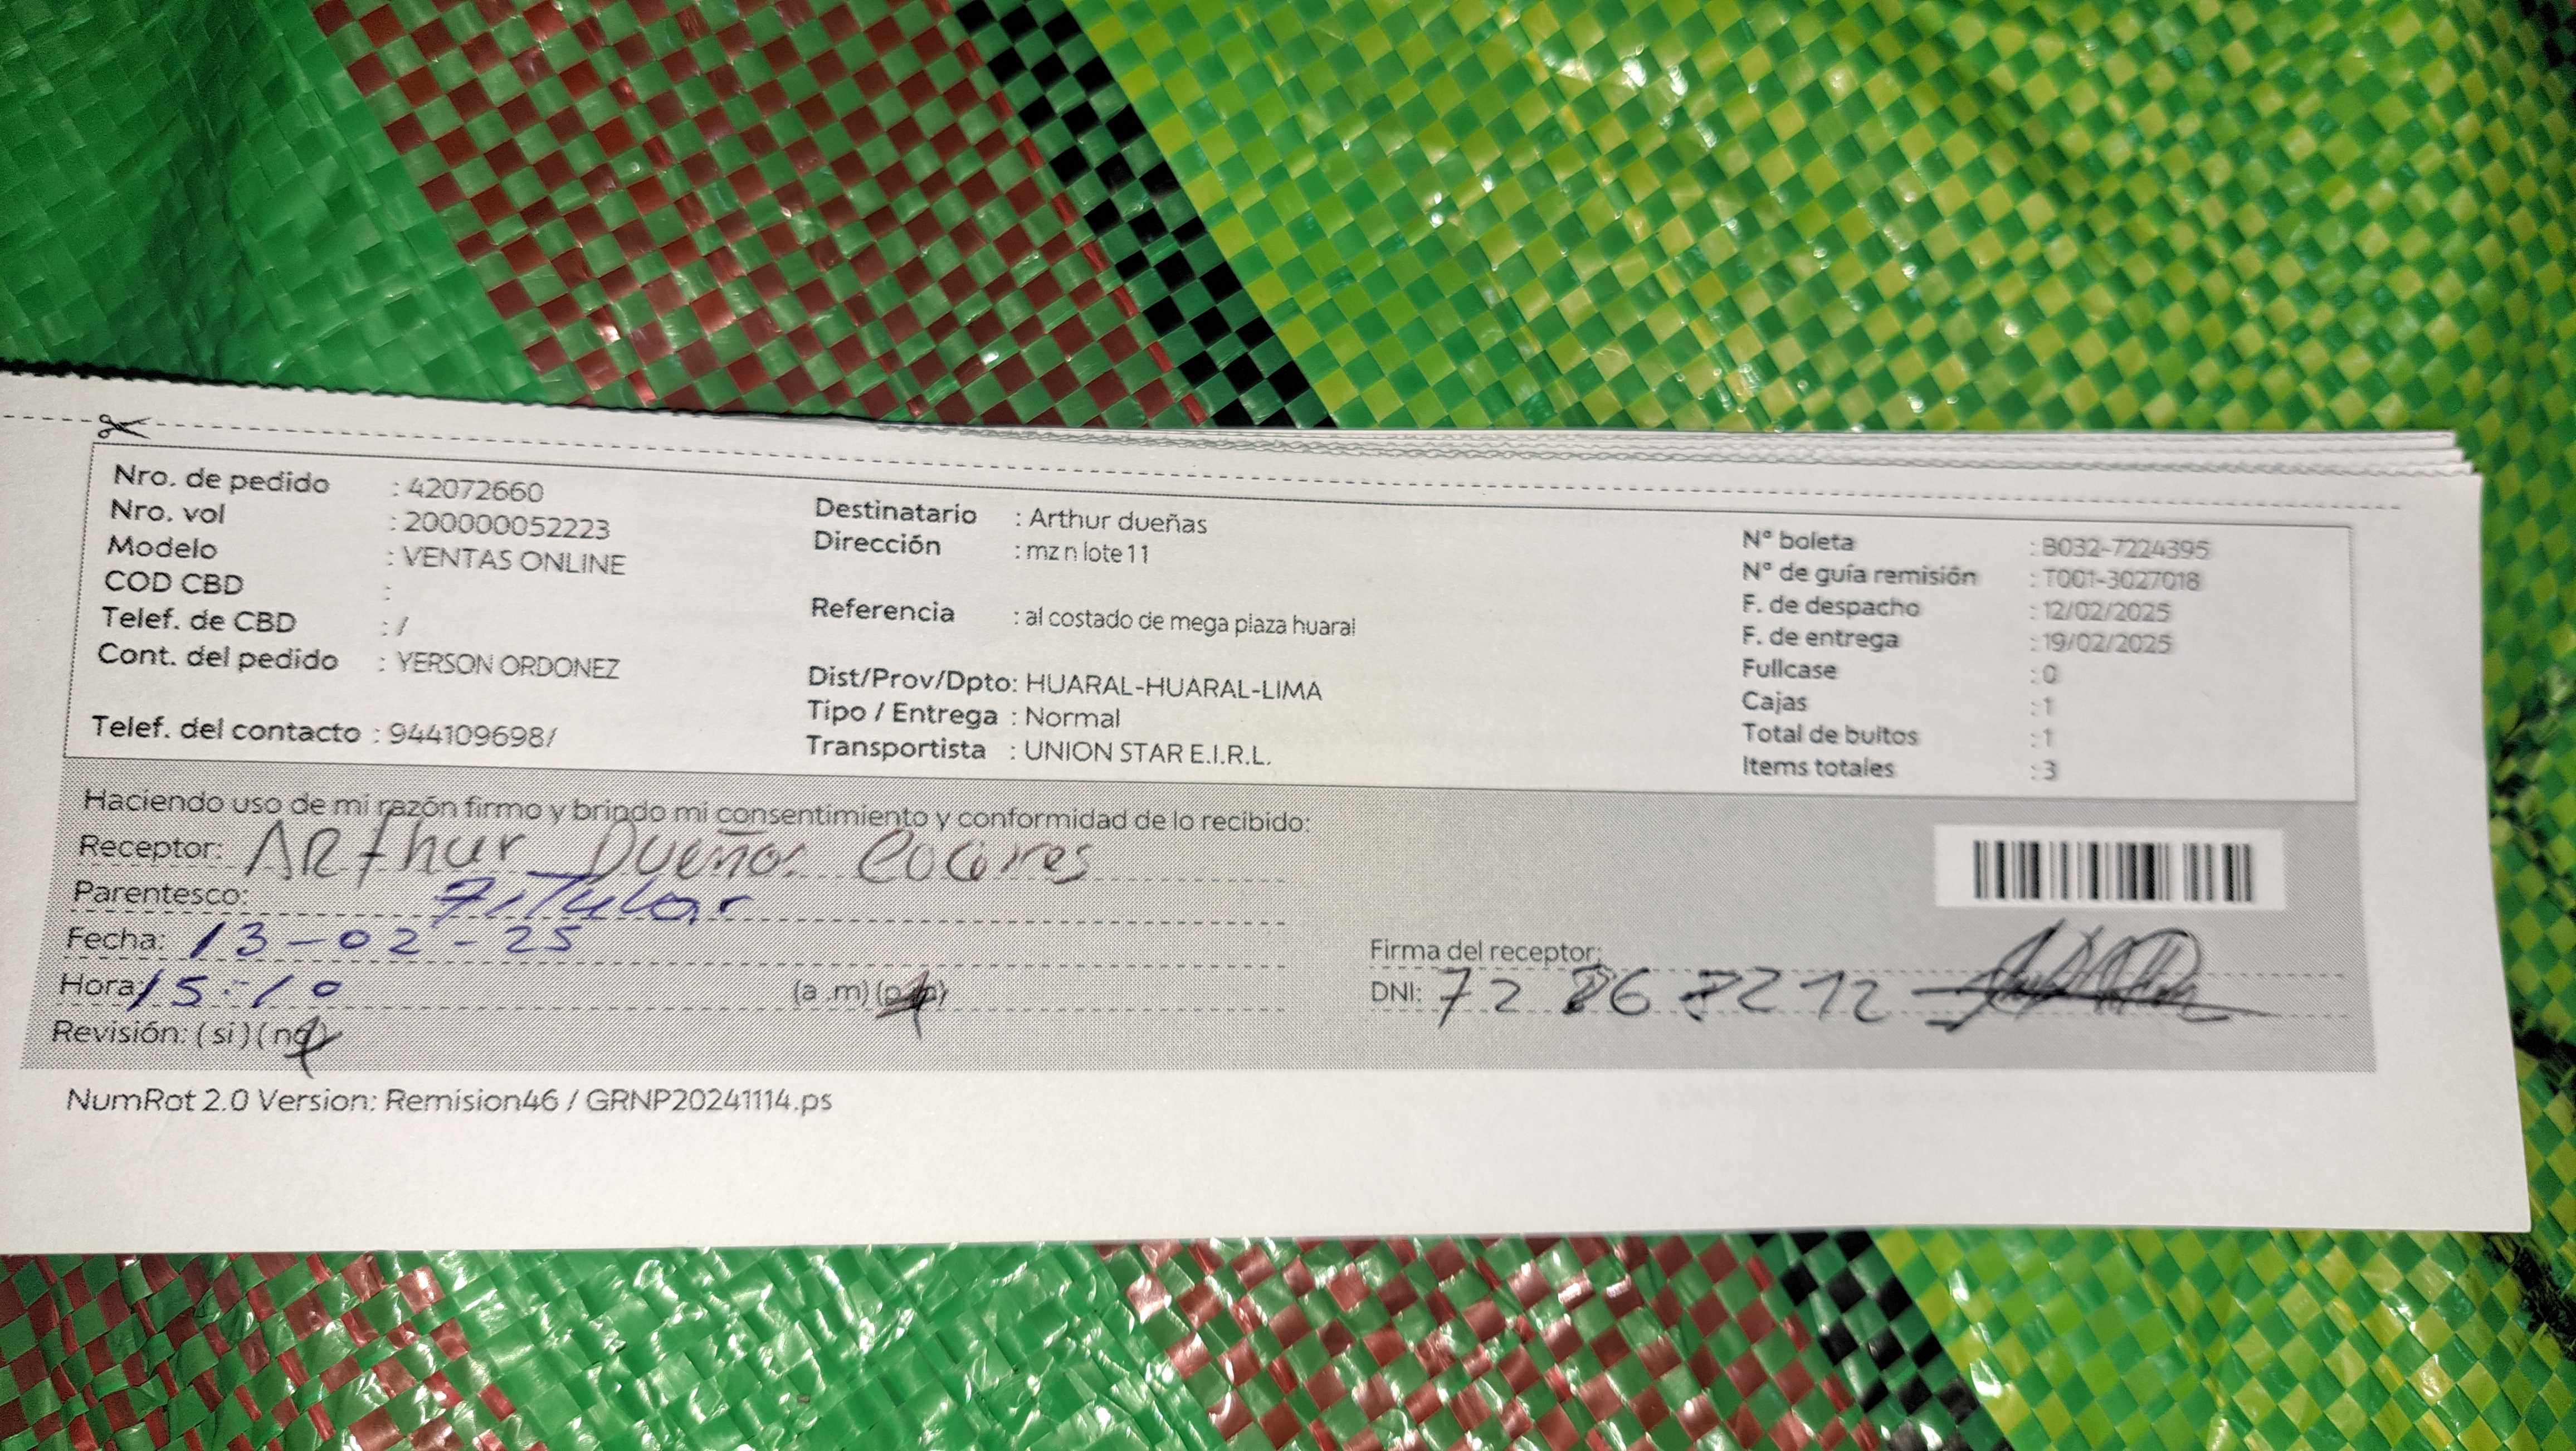 Nro. de pedido : 42072660
Nro. vol : 200000052223
Modelo : VENTAS ONLINE
COD CBD :
Telef. de CBD : /
Cont. del pedido : YERSON ORDONEZ
Telef. del contacto : 944109698/
Destinatario : Arthur dueñas
Dirección : mz n lote 11
Referencia : al costado de mega plaza huaral
Dist/Prov/Dpto: HUARAL-HUARAL-LIMA
Tipo / Entrega : Normal
Transportista : UNION STAR E.I.R.L.
N° boleta : B032-7224395
N° de guía remisión : T001-3027018
F. de despacho : 12/02/2025
F. de entrega : 19/02/2025
Fullcase : 0
Cajas : 1
Total de bultos : 1
Items totales : 3
Haciendo uso de mi razón firmo y brindo mi consentimiento y conformidad de lo recibido:
Receptor: ARthur Dueñas
Parentesco: Titular
Fecha: 13-02-25
Hora: 15:10 (a .m) (p.m)
Revisión: ( si ) ( no )
Firma del receptor:
DNI:
NumRot 2.0 Version: Remision46 / GRNP20241114.ps